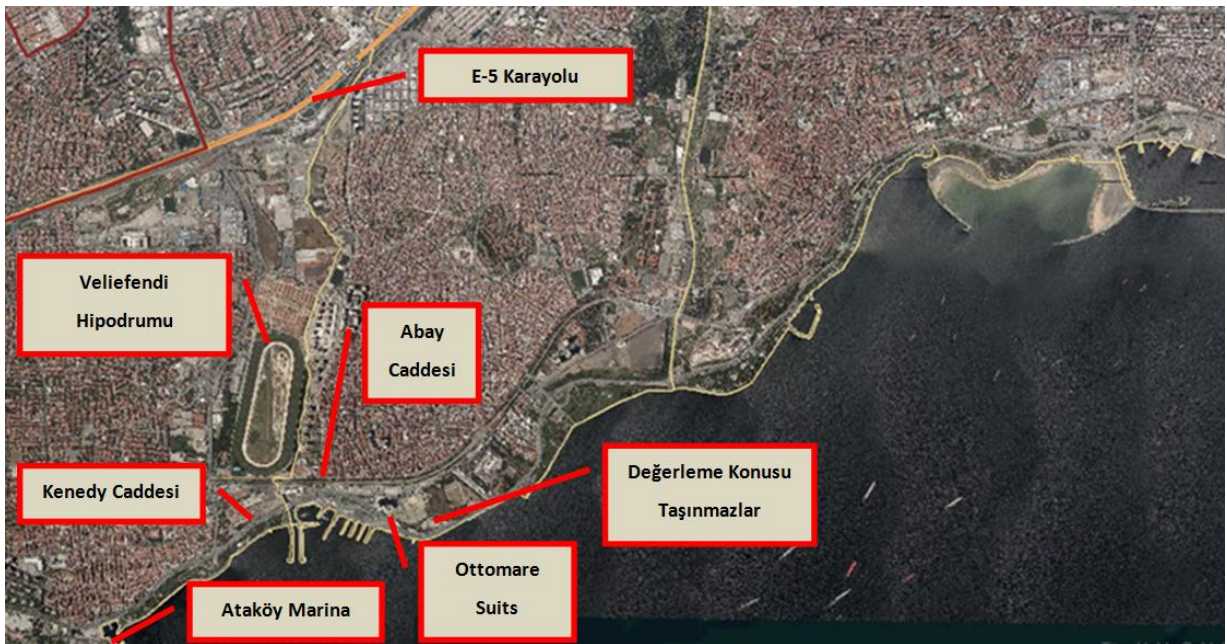 E-5 Karayolu
Veliefendi
Hipodrumu
Abay
Caddesi
Kenedy Caddesi
Değerleme Konusu
Taşınmazlar
Ottomare
Suits
Ataköy Marina